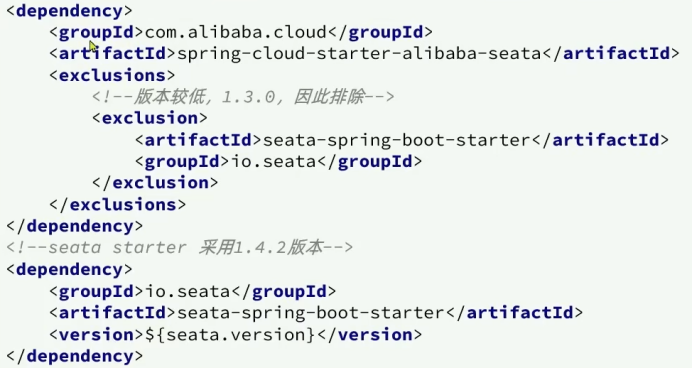 <dependency>
    <groupId>com.alibaba.cloud</groupId>
    <artifactId>spring-cloud-starter-alibaba-seata</artifactId>
    <exclusions>
        <!--版本较低，1.3.0，因此排除-->
        <exclusion>
            <artifactId>seata-spring-boot-starter</artifactId>
            <groupId>io.seata</groupId>
        </exclusion>
    </exclusions>
</dependency>
<!--seata starter 采用1.4.2版本-->
<dependency>
    <groupId>io.seata</groupId>
    <artifactId>seata-spring-boot-starter</artifactId>
    <version>${seata.version}</version>
</dependency>